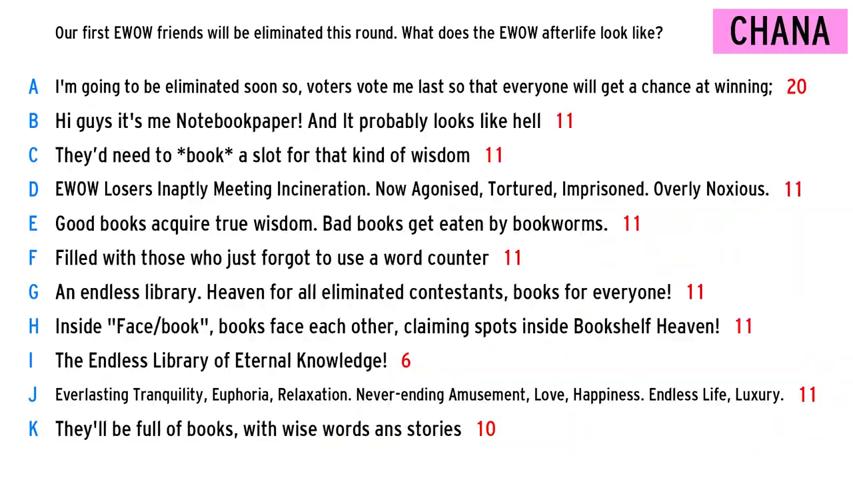 Our first EWOW friends will be eliminated this round. What does the EWOW afterlife look like?
CHANA
A I'm going to be eliminated soon so, voters vote me last so that everyone will get a chance at winning; 20
B Hi guys it's me Notebookpaper! And It probably looks like hell 11
C They'd need to *book* a slot for that kind of wisdom 11
D EWOW Losers Inaptly Meeting Incineration. Now Agonised, Tortured, Imprisoned. Overly Noxious. 11
E Good books acquire true wisdom. Bad books get eaten by bookworms. 11
F Filled with those who just forgot to use a word counter 11
G An endless library. Heaven for all eliminated contestants, books for everyone! 11
H Inside "Face/book", books face each other, claiming spots inside Bookshelf Heaven! 11
I The Endless Library of Eternal Knowledge! 6
J Everlasting Tranquility, Euphoria, Relaxation. Never-ending Amusement, Love, Happiness. Endless Life, Luxury. 11
K They'll be full of books, with wise words ans stories 10